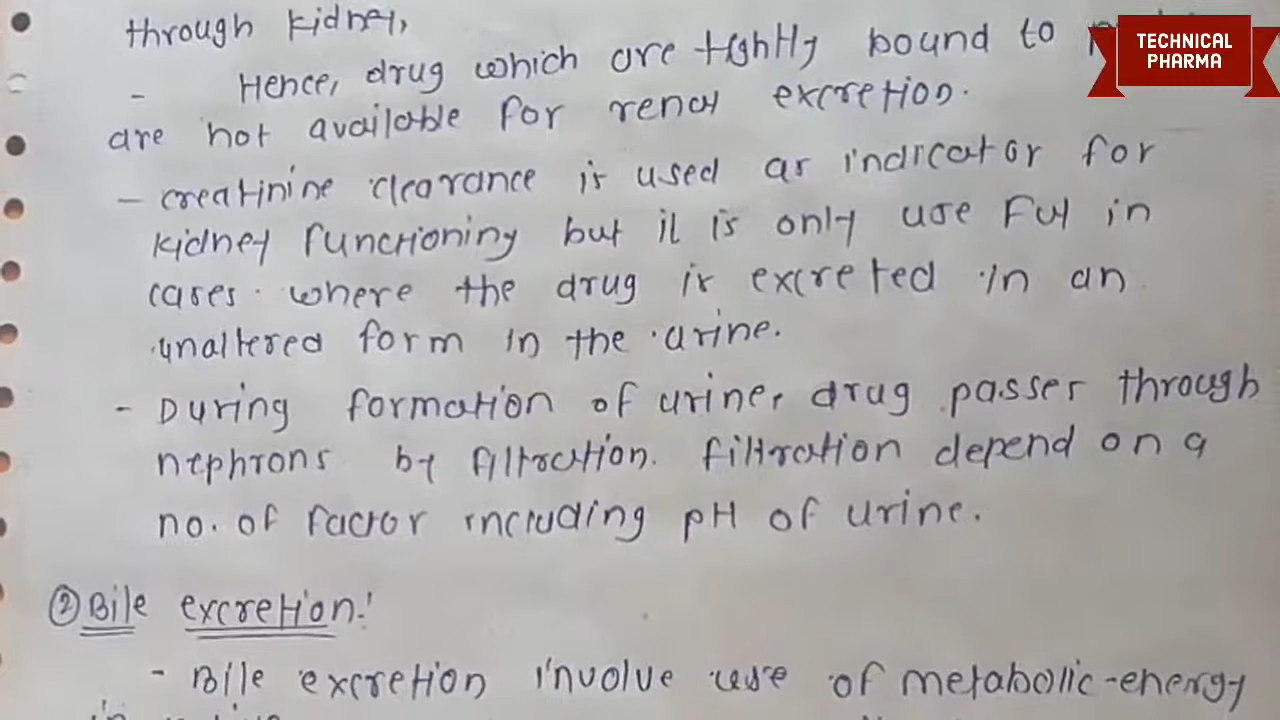 through kidney,
- Hence, drug which are tightly bound to
TECHNICAL
PHARMA
are not available for renal excretion.
- creatinine clearance is used as indicator for
kidney functioning but it is only use ful in
cases where the drug is excreted in an
unaltered form in the urine.
- During formation of urine, drug passes through
nephrons by filtration. filtration depend on a
no. of factor including pH of urine.
② Bile excretion:
- Bile excretion involve use of metabolic-energy